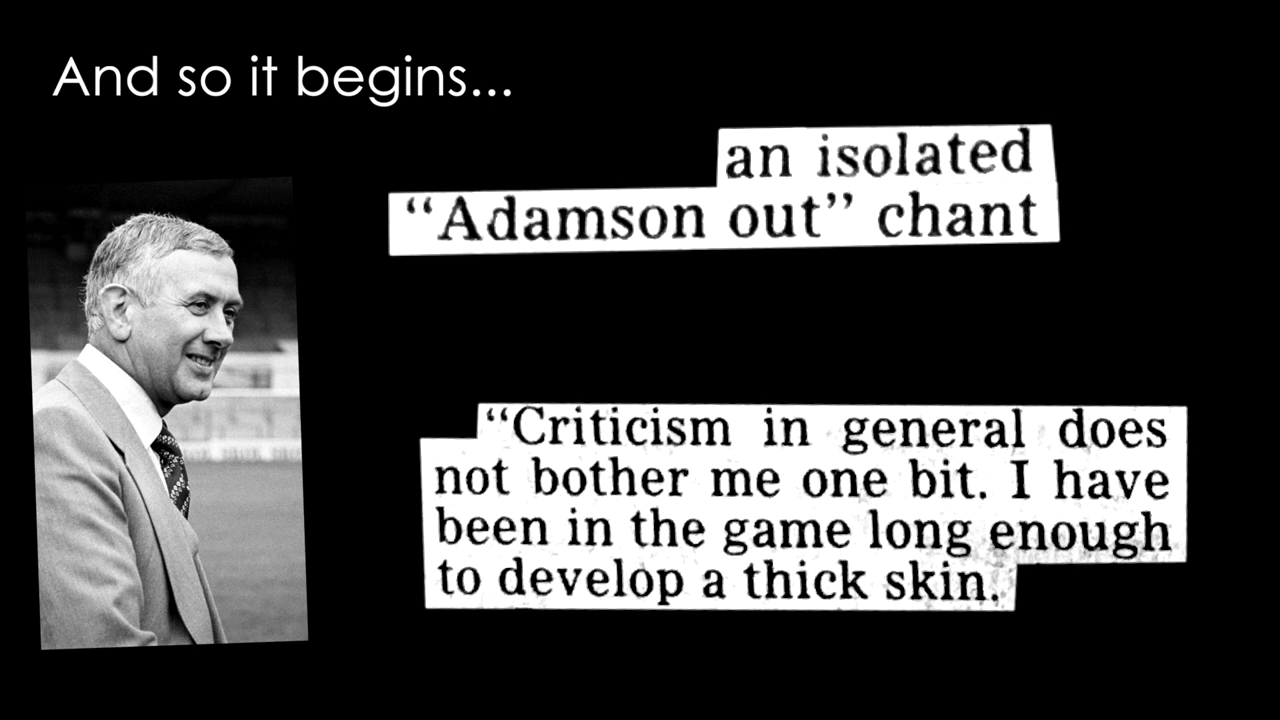 And so it begins...
an isolated
“Adamson out” chant
“Criticism in general does
not bother me one bit. I have
been in the game long enough
to develop a thick skin.